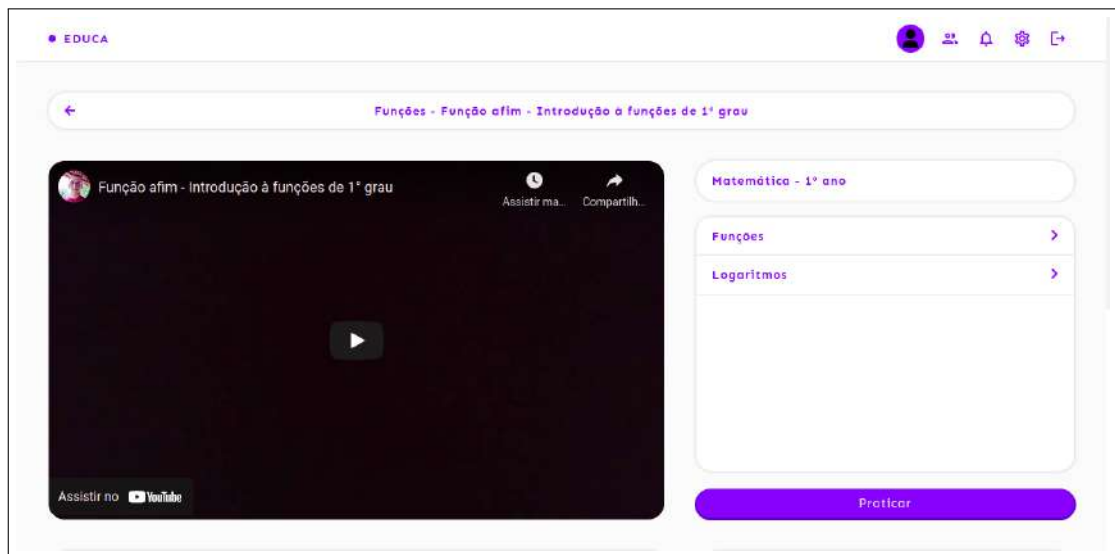 EDUCA
Funções - Função afim - Introdução à funções de 1° grau
Função afim - Introdução à funções de 1° grau
Assistir ma...
Compartilh...
Assistir no YouTube
Matemática - 1° ano
Funções
Logaritmos
Praticar